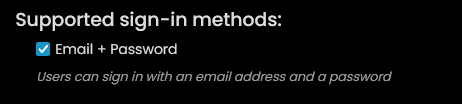 Supported sign-in methods:
Email + Password
Users can sign in with an email address and a password